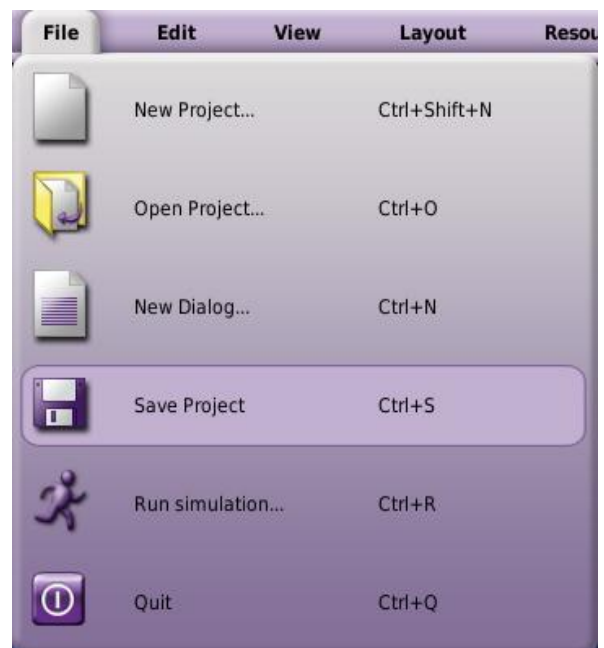 File Edit View Layout Resou
New Project... Ctrl+Shift+N
Open Project... Ctrl+O
New Dialog... Ctrl+N
Save Project Ctrl+S
Run simulation... Ctrl+R
Quit Ctrl+Q